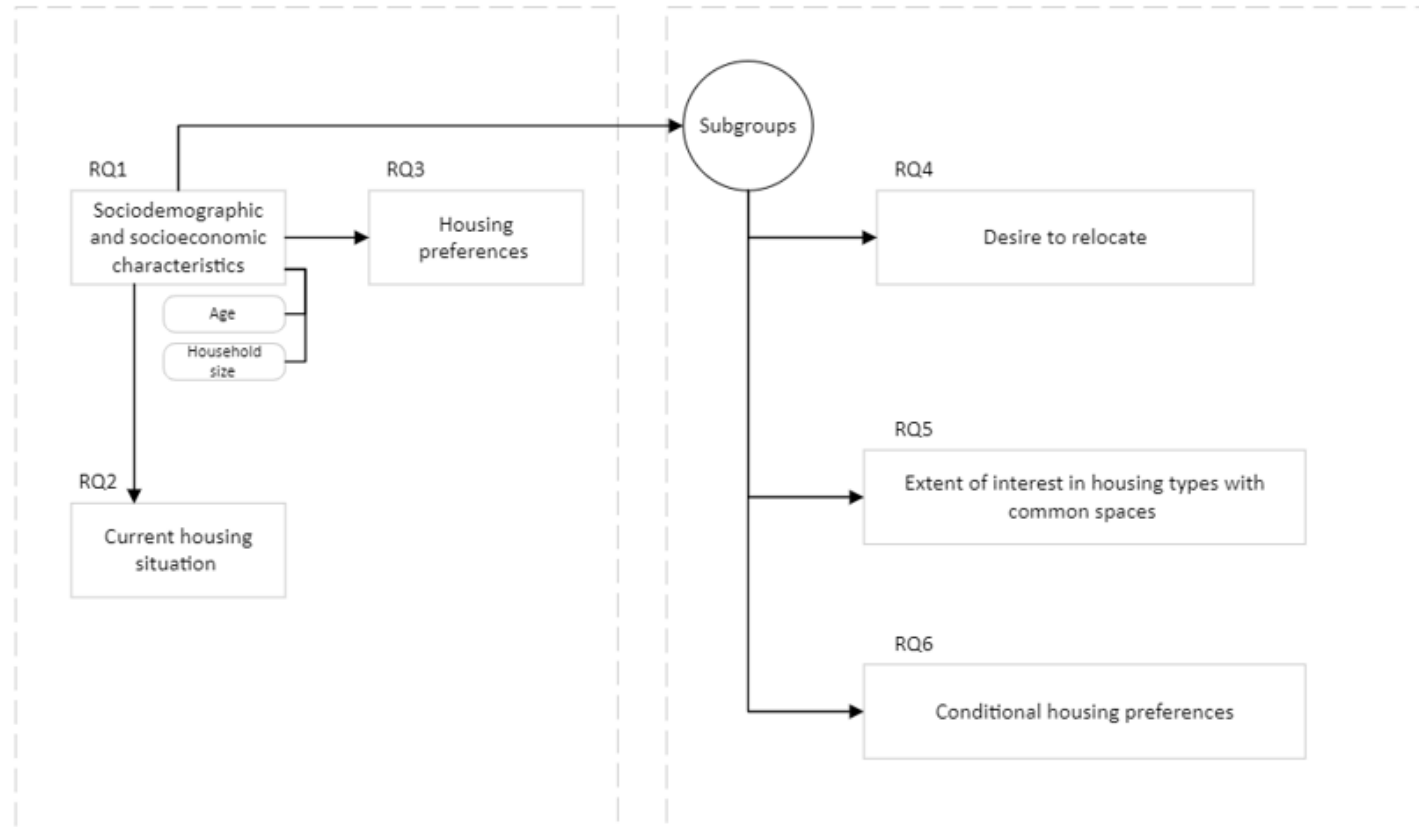 Subgroups
RQ1
Sociodemographic
and socioeconomic
characteristics
Age
Household
size
RQ3
Housing
preferences
RQ2
Current housing
situation
RQ4
Desire to relocate
RQ5
Extent of interest in housing types with
common spaces
RQ6
Conditional housing preferences